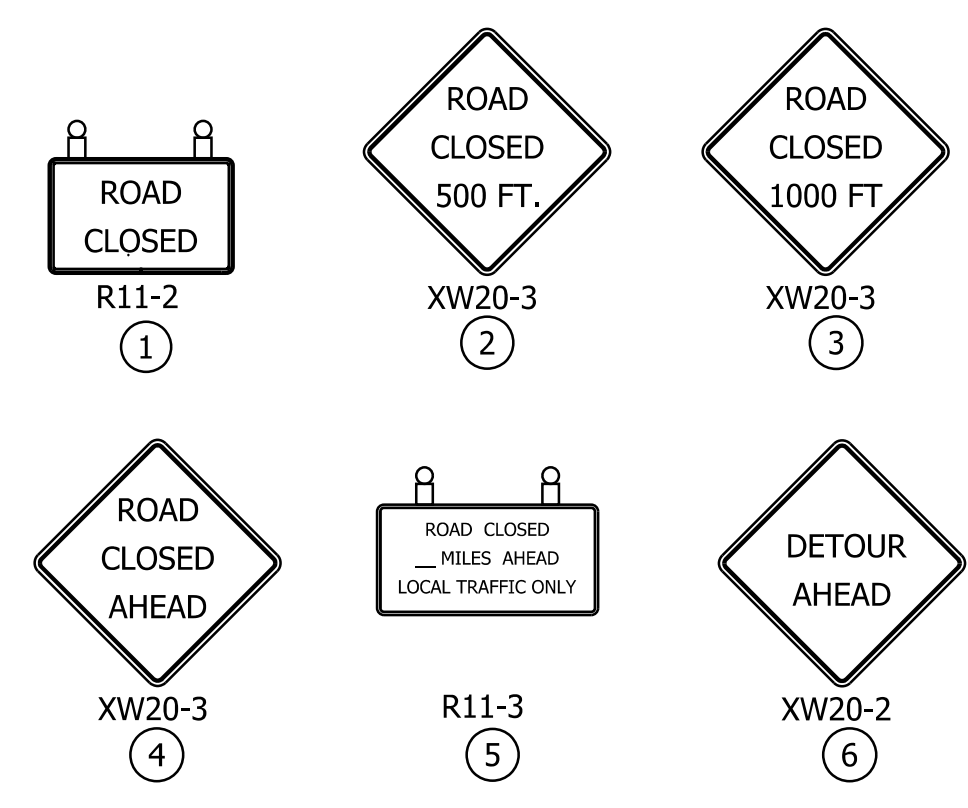 ROAD
CLOSED
R11-2
1
ROAD
CLOSED
500 FT.
XW20-3
2
ROAD
CLOSED
1000 FT
XW20-3
3
ROAD
CLOSED
AHEAD
XW20-3
4
ROAD CLOSED
__ MILES AHEAD
LOCAL TRAFFIC ONLY
R11-3
5
DETOUR
AHEAD
XW20-2
6